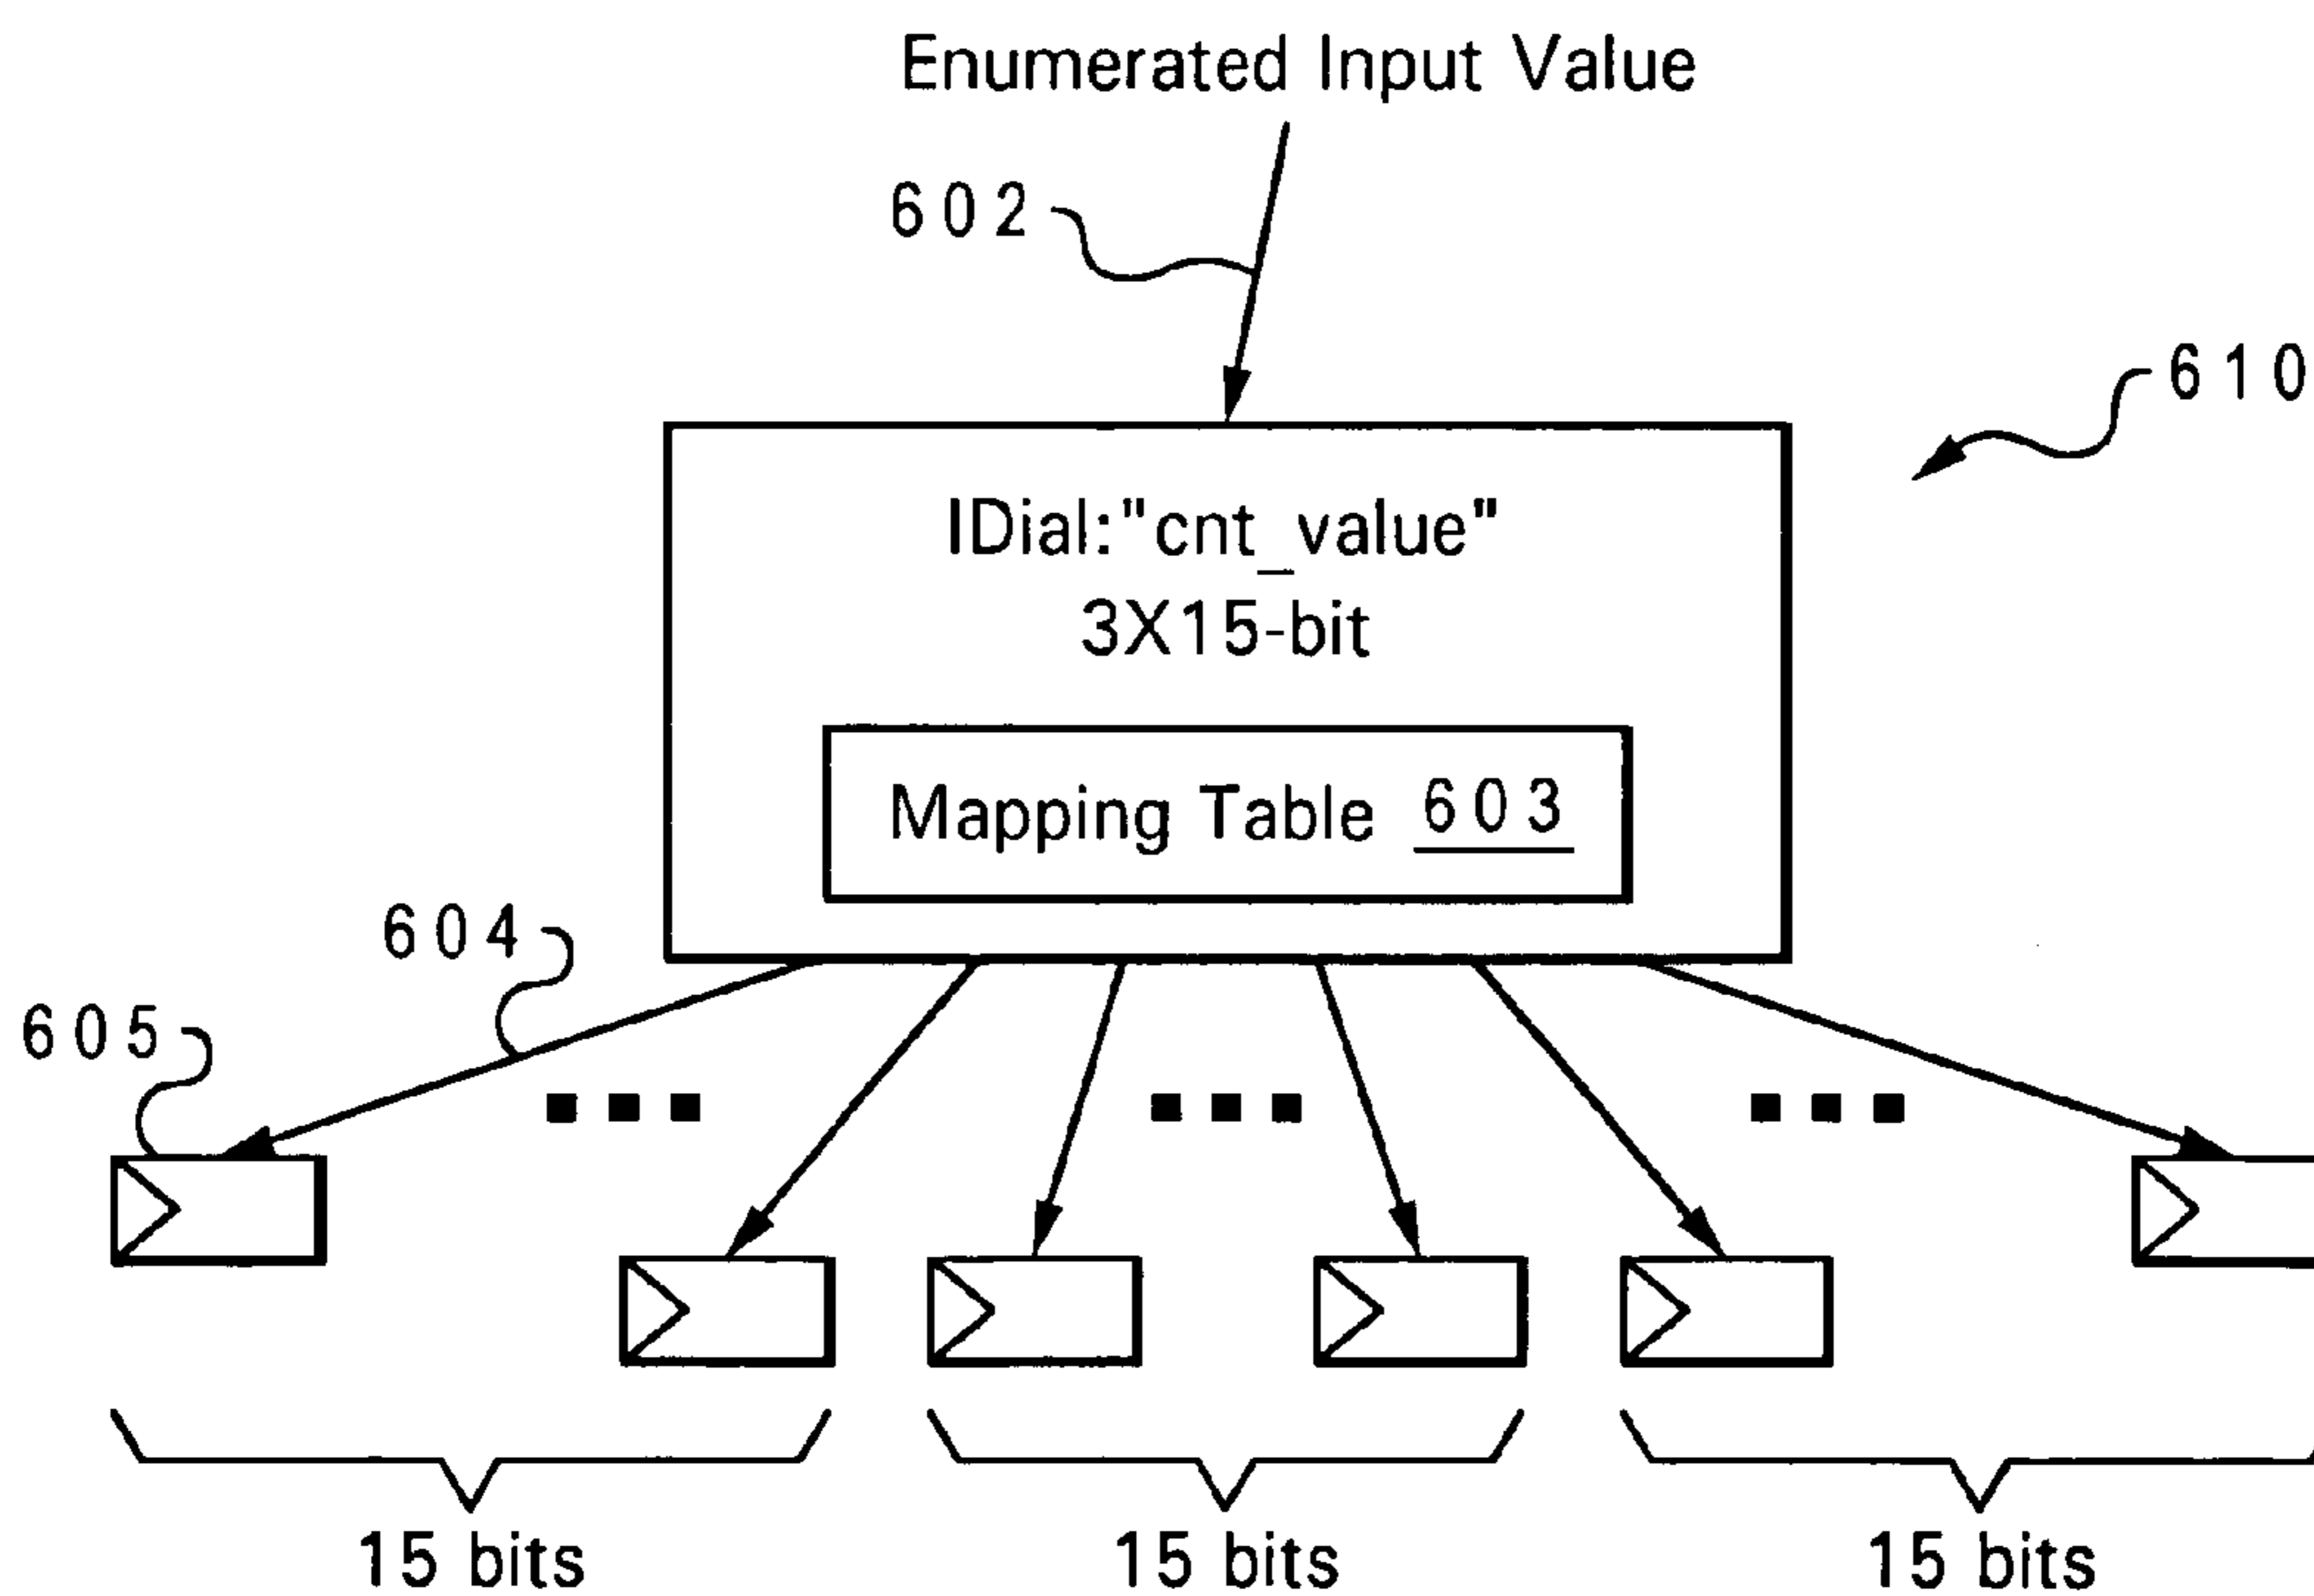 Enumerated Input Value
602
610
IDial:"cnt_value"
3X15-bit
Mapping Table 603
604
605
15 bits
15 bits
15 bits